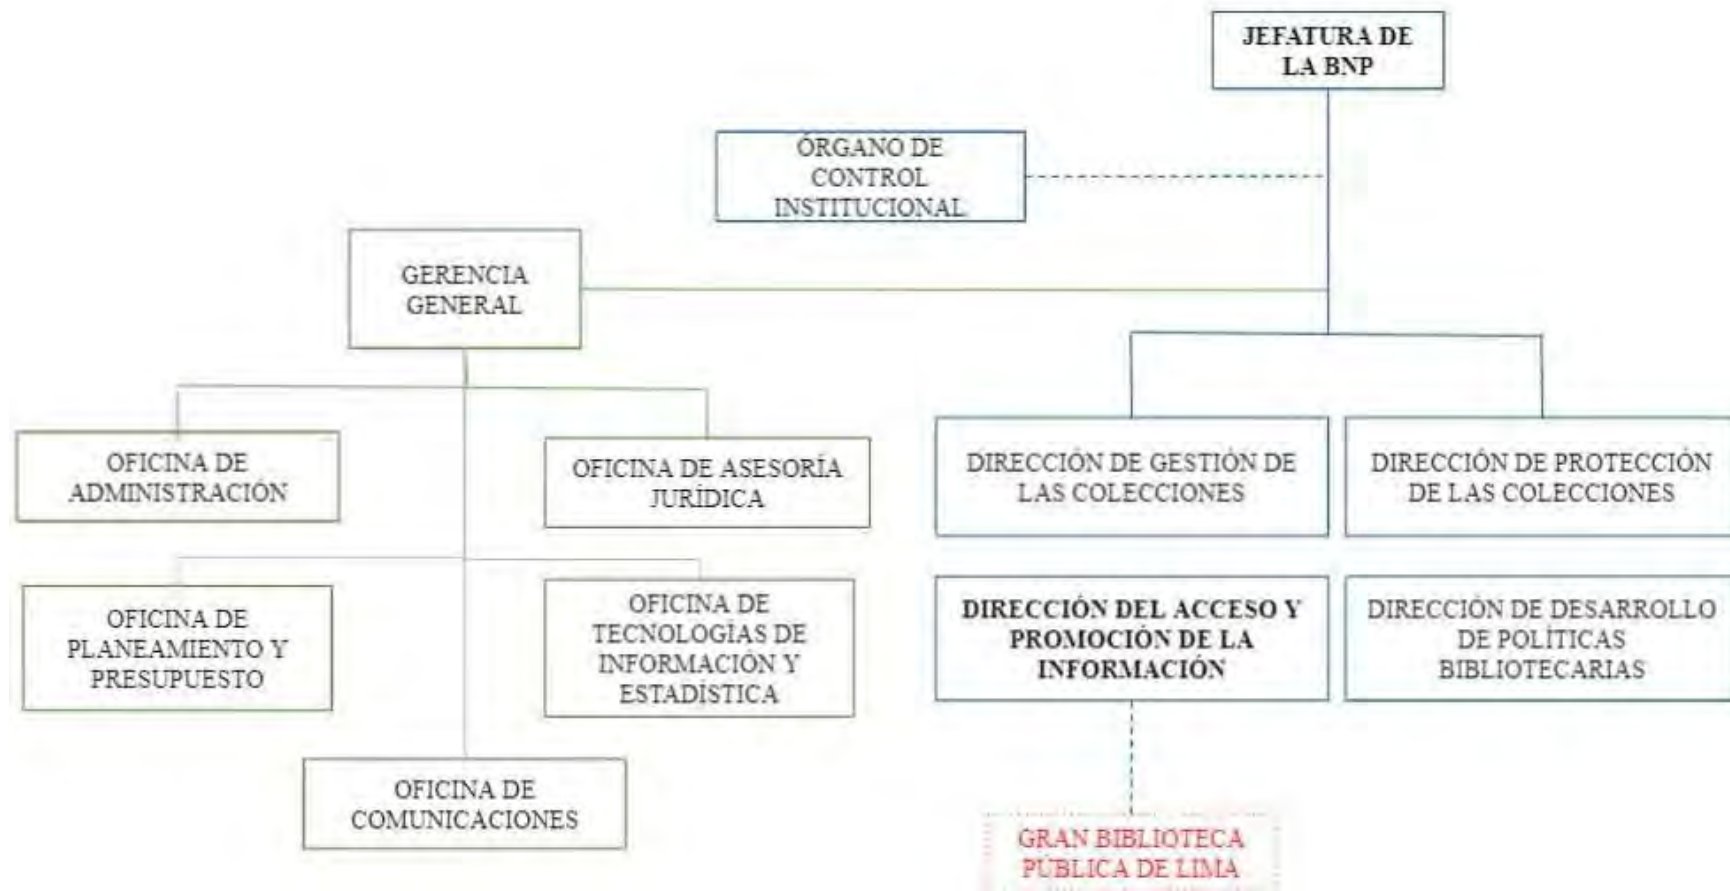 JEFATURA DE
LA BNP
ÓRGANO DE
CONTROL
INSTITUCIONAL
GERENCIA
GENERAL
OFICINA DE
ADMINISTRACIÓN
OFICINA DE ASESORÍA
JURÍDICA
DIRECCIÓN DE GESTIÓN DE
LAS COLECCIONES
DIRECCIÓN DE PROTECCIÓN
DE LAS COLECCIONES
OFICINA DE
PLANEAMIENTO Y
PRESUPUESTO
OFICINA DE
TECNOLOGÍAS DE
INFORMACIÓN Y
ESTADÍSTICA
DIRECCIÓN DEL ACCESO Y
PROMOCIÓN DE LA
INFORMACIÓN
DIRECCIÓN DE DESARROLLO
DE POLÍTICAS
BIBLIOTECARIAS
OFICINA DE
COMUNICACIONES
GRAN BIBLIOTECA
PÚBLICA DE LIMA